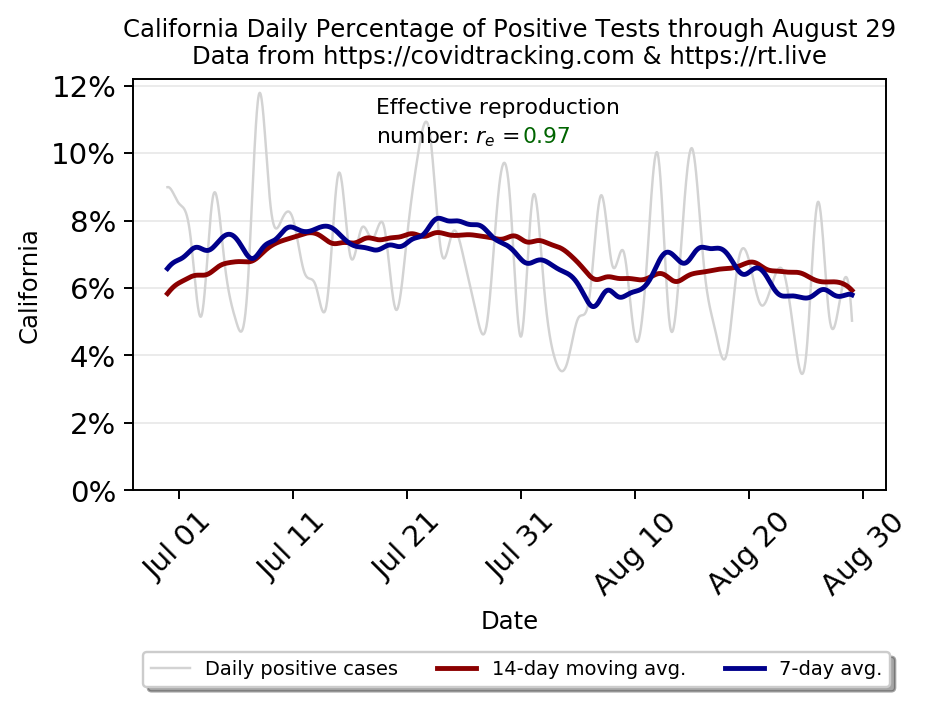 California Daily Percentage of Positive Tests through August 29
Data from https://covidtracking.com & https://rt.live
Effective reproduction
number: rₑ = 0.97
12%
10%
8%
6%
4%
2%
0%
California
Jul 01
Jul 11
Jul 21
Jul 31
Aug 10
Aug 20
Aug 30
Date
Daily positive cases
14-day moving avg.
7-day avg.